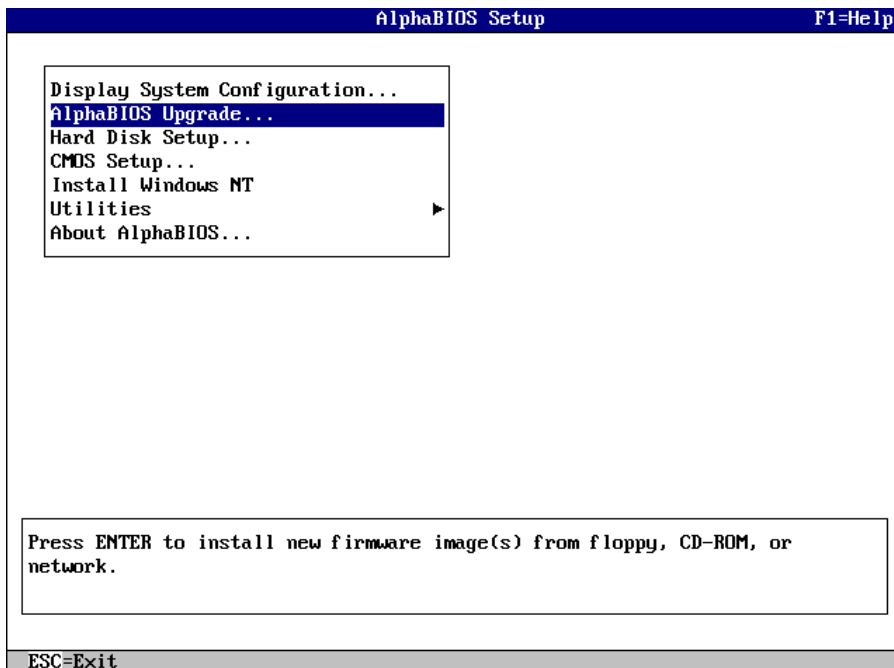 AlphaBIOS Setup F1=Help
Display System Configuration...
AlphaBIOS Upgrade...
Hard Disk Setup...
CMOS Setup...
Install Windows NT
Utilities
About AlphaBIOS...
Press ENTER to install new firmware image(s) from floppy, CD-ROM, or
network.
ESC=Exit